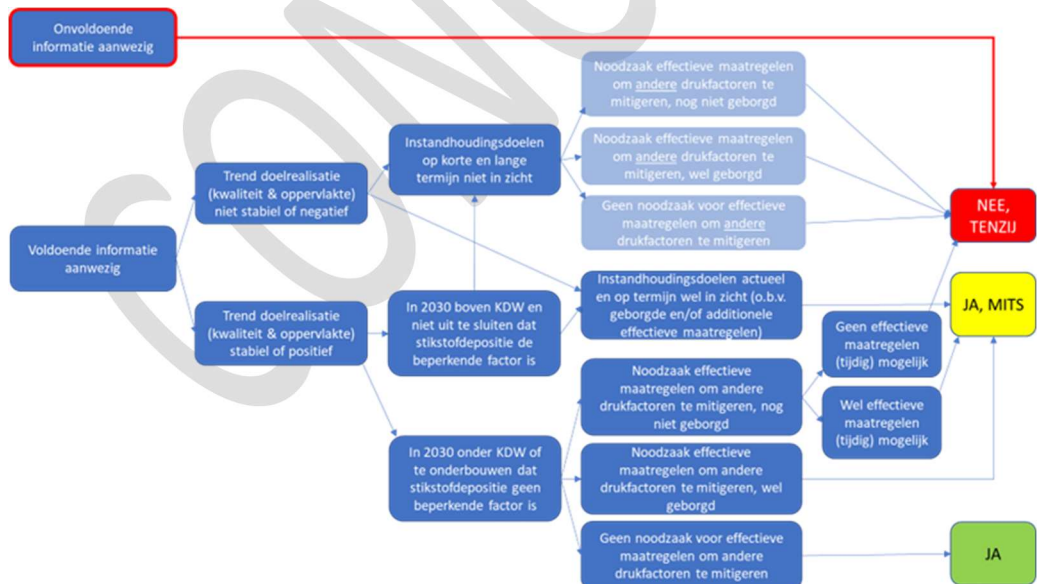 Onvoldoende
informatie aanwezig
Noodzaak effectieve maatregelen
om andere drukfactoren te
mitigeren, nog niet geborgd
Instandhoudingsdoelen
op korte en lange
termijn niet in zicht
Noodzaak effectieve maatregelen
om andere drukfactoren te
mitigeren, wel geborgd
Trend doelrealisatie
(kwaliteit & oppervlakte)
niet stabiel of negatief
Geen noodzaak voor effectieve
maatregelen om andere
drukfactoren te mitigeren
NEE,
TENZIJ
Voldoende informatie
aanwezig
Instandhoudingsdoelen actueel
en op termijn wel in zicht (o.b.v.
geborgde en/of additionele
effectieve maatregelen)
JA, MITS
Trend doelrealisatie
(kwaliteit & oppervlakte)
stabiel of positief
In 2030 boven KDW en
niet uit te sluiten dat
stikstofdepositie de
beperkende factor is
Geen effectieve
maatregelen
(tijdig) mogelijk
Noodzaak effectieve
maatregelen om andere
drukfactoren te mitigeren, nog
niet geborgd
Wel effectieve
maatregelen
(tijdig) mogelijk
In 2030 onder KDW of
te onderbouwen dat
stikstofdepositie geen
beperkende factor is
Noodzaak effectieve
maatregelen om andere
drukfactoren te mitigeren, wel
geborgd
Geen noodzaak voor effectieve
maatregelen om andere
drukfactoren te mitigeren
JA